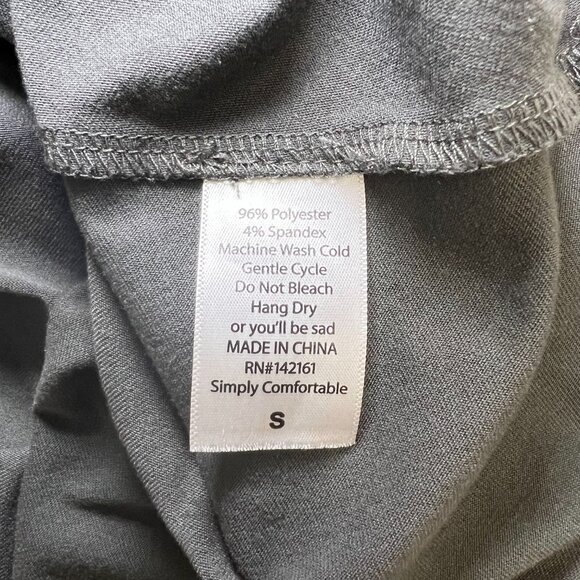 96% Polyester
4% Spandex
Machine Wash Cold
Gentle Cycle
Do Not Bleach
Hang Dry
or you'll be sad
MADE IN CHINA
RN#142161
Simply Comfortable
S